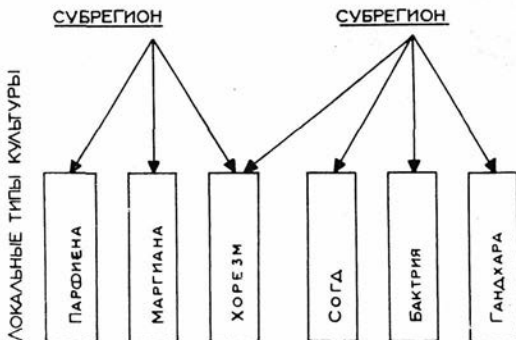 СУБРЕГИОН
СУБРЕГИОН
ЛОКАЛЬНЫЕ ТИПЫ КУЛЬТУРЫ
ПАРФИЕНА
МАРГИАНА
ХОРЕЗМ
СОГД
БАКТРИЯ
ГАНДХАРА